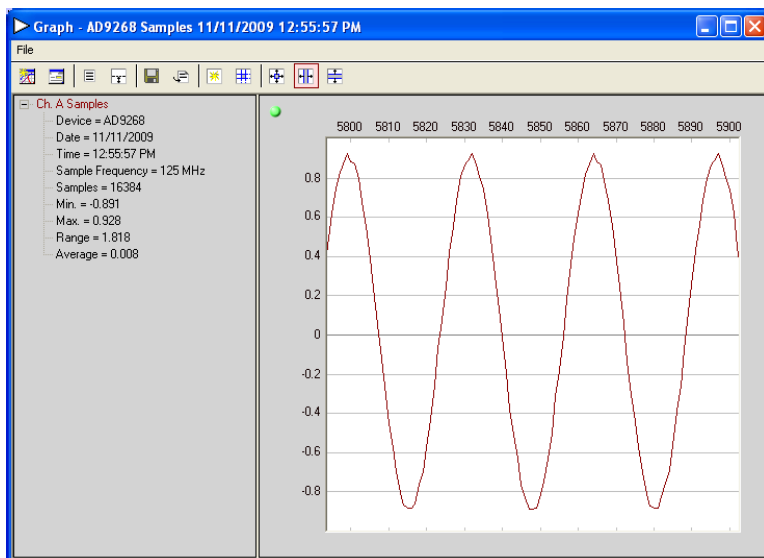 Graph - AD9268 Samples 11/11/2009 12:55:57 PM
File
Ch. A Samples
Device = AD9268
Date = 11/11/2009
Time = 12:55:57 PM
Sample Frequency = 125 MHz
Samples = 16384
Min. = -0.891
Max. = 0.928
Range = 1.818
Average = 0.008
5800 5810 5820 5830 5840 5850 5860 5870 5880 5890 5900
0.8
0.6
0.4
0.2
0
-0.2
-0.4
-0.6
-0.8